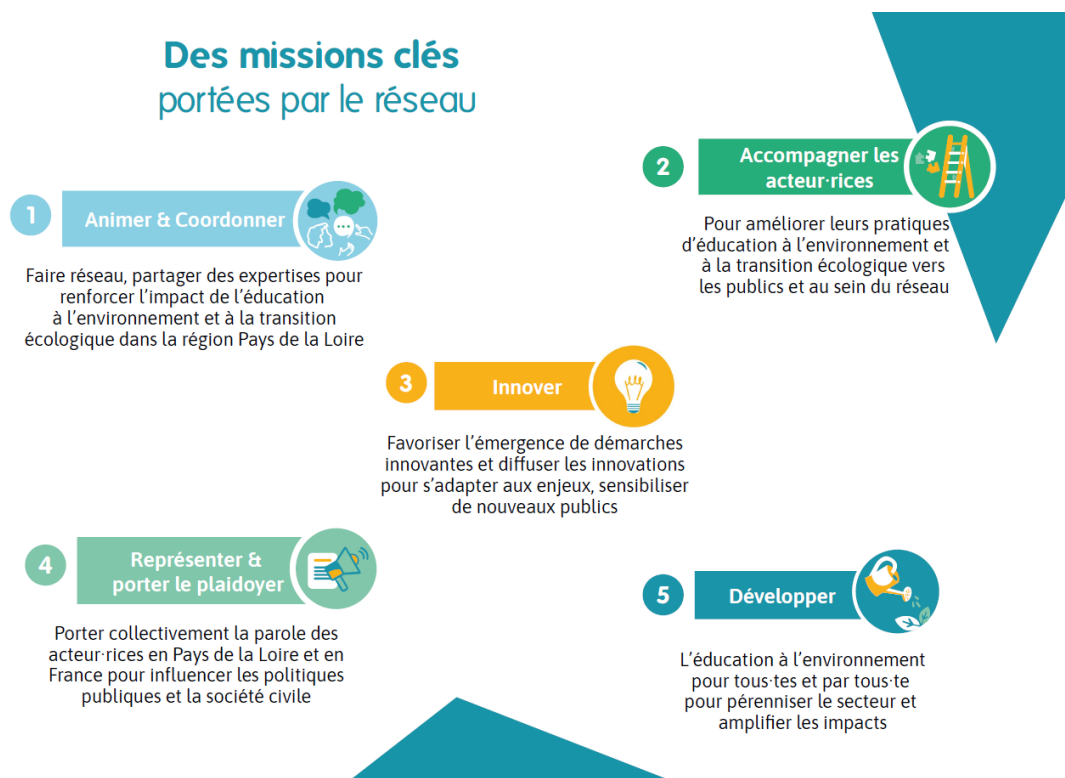 Des missions clés
portées par le réseau
1
Animer & Coordonner
Faire réseau, partager des expertises pour
renforcer l'impact de l'éducation
à l'environnement et à la transition
écologique dans la région Pays de la Loire
2
Accompagner les
acteur·rices
Pour améliorer leurs pratiques
d'éducation à l'environnement et
à la transition écologique vers
les publics et au sein du réseau
3
Innover
Favoriser l'émergence de démarches
innovantes et diffuser les innovations
pour s'adapter aux enjeux, sensibiliser
de nouveaux publics
4
Représenter &
porter le plaidoyer
Porter collectivement la parole des
acteur·rices en Pays de la Loire et en
France pour influencer les politiques
publiques et la société civile
5
Développer
L'éducation à l'environnement
pour tous·tes et par tous·te
pour pérenniser le secteur et
amplifier les impacts